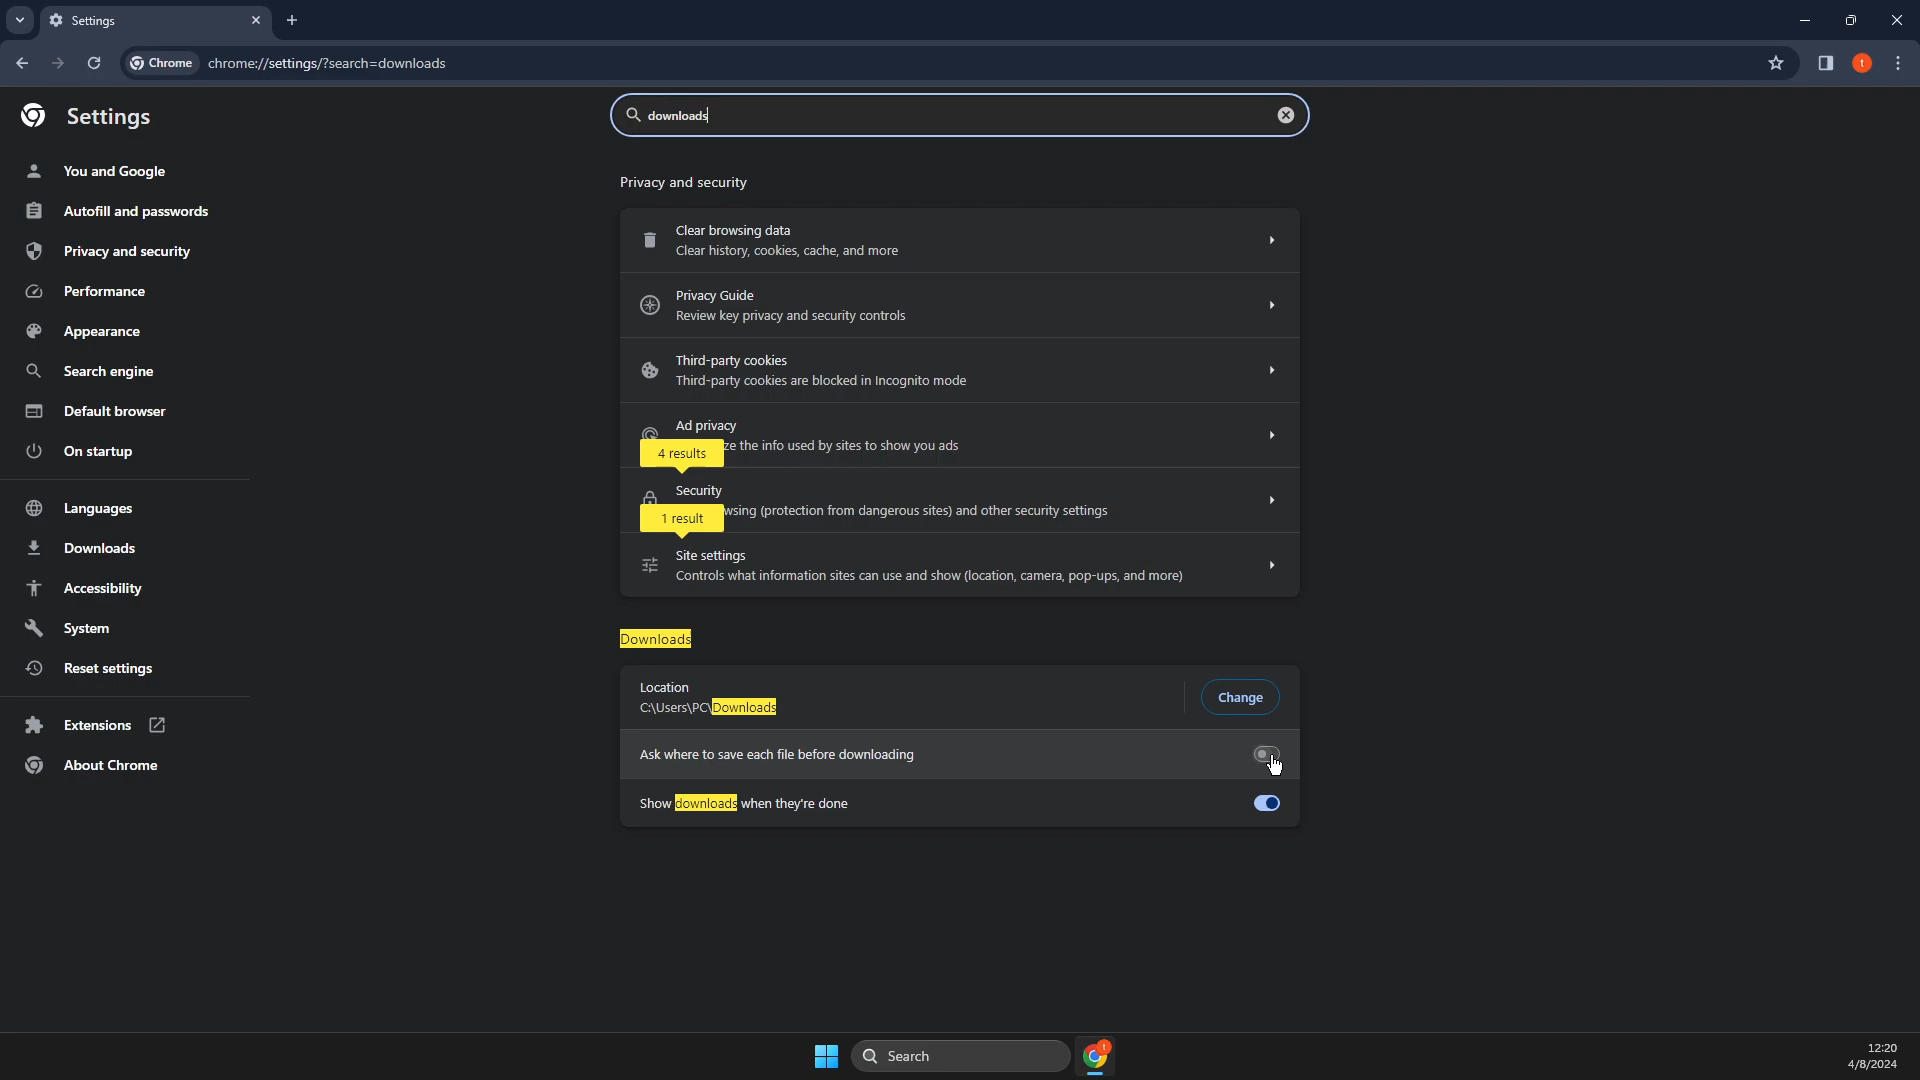 Settings
Chrome
chrome://settings/?search=downloads
t
Settings
downloads
You and Google
Autofill and passwords
Privacy and security
Performance
Appearance
Search engine
Default browser
On startup
Languages
Downloads
Accessibility
System
Reset settings
Extensions
About Chrome
Privacy and security
Clear browsing data
Clear history, cookies, cache, and more
Privacy Guide
Review key privacy and security controls
Third-party cookies
Third-party cookies are blocked in Incognito mode
Ad privacy
ze the info used by sites to show you ads
4 results
Security
wsing (protection from dangerous sites) and other security settings
1 result
Site settings
Controls what information sites can use and show (location, camera, pop-ups, and more)
Downloads
Location
C:\Users\PC\Downloads
Change
Ask where to save each file before downloading
Show downloads when they're done
Search
t
12:20
4/8/2024